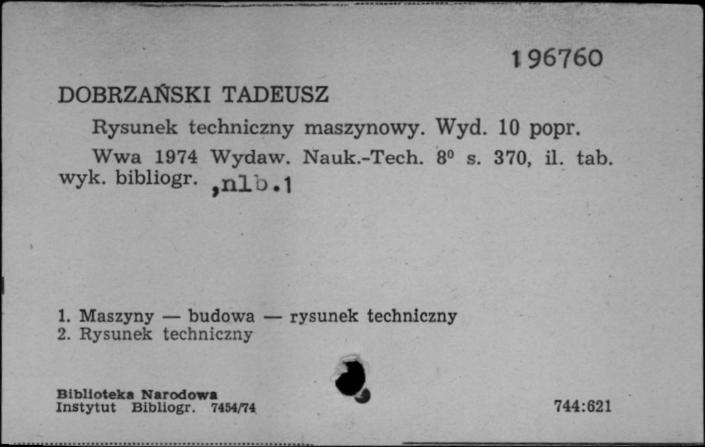 196760
DOBRZAŃSKI TADEUSZ
Rysunek techniczny maszynowy. Wyd. 10 popr.
Wwa 1974 Wydaw. Nauk.-Tech. 8⁰ s. 370, il. tab.
wyk. bibliogr. ,nlb.1
1. Maszyny — budowa — rysunek techniczny
2. Rysunek techniczny
Biblioteka Narodowa
Instytut Bibliogr. 7454/74
744:621